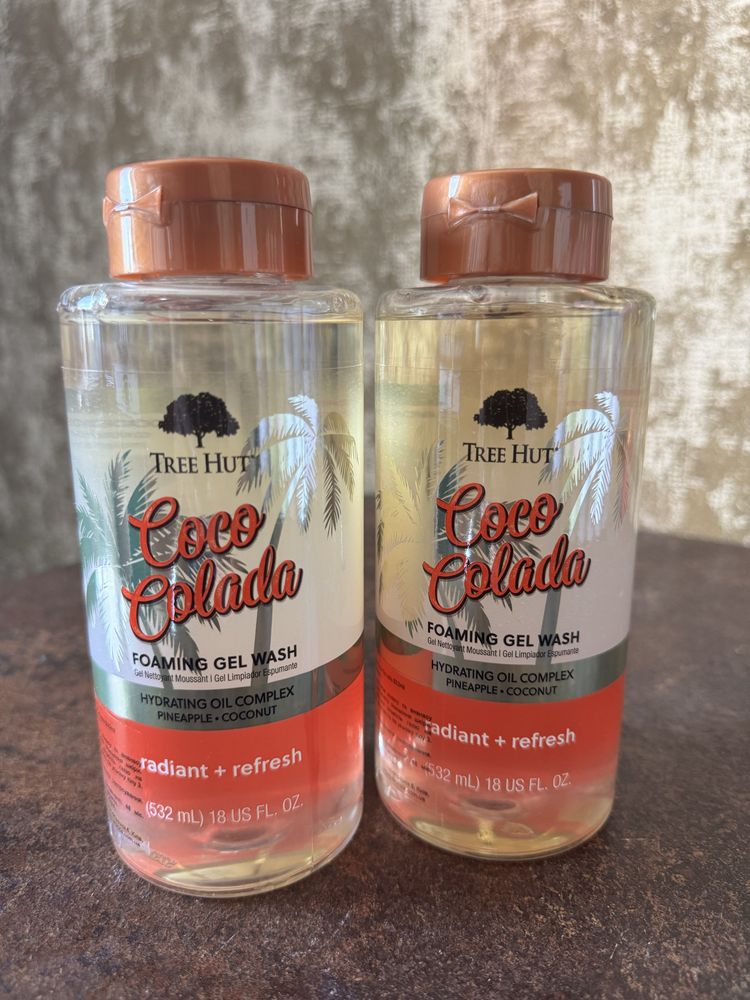 TREE HUT
Coco
Colada
FOAMING GEL WASH
Gel Nettoyant Moussant | Gel Limpiador Espumante
HYDRATING OIL COMPLEX
PINEAPPLE • COCONUT
radiant + refresh
(532 mL) 18 US FL. OZ.
TREE HUT
Coco
Colada
FOAMING GEL WASH
Gel Nettoyant Moussant | Gel Limpiador Espumante
HYDRATING OIL COMPLEX
PINEAPPLE • COCONUT
radiant + refresh
(532 mL) 18 US FL. OZ.